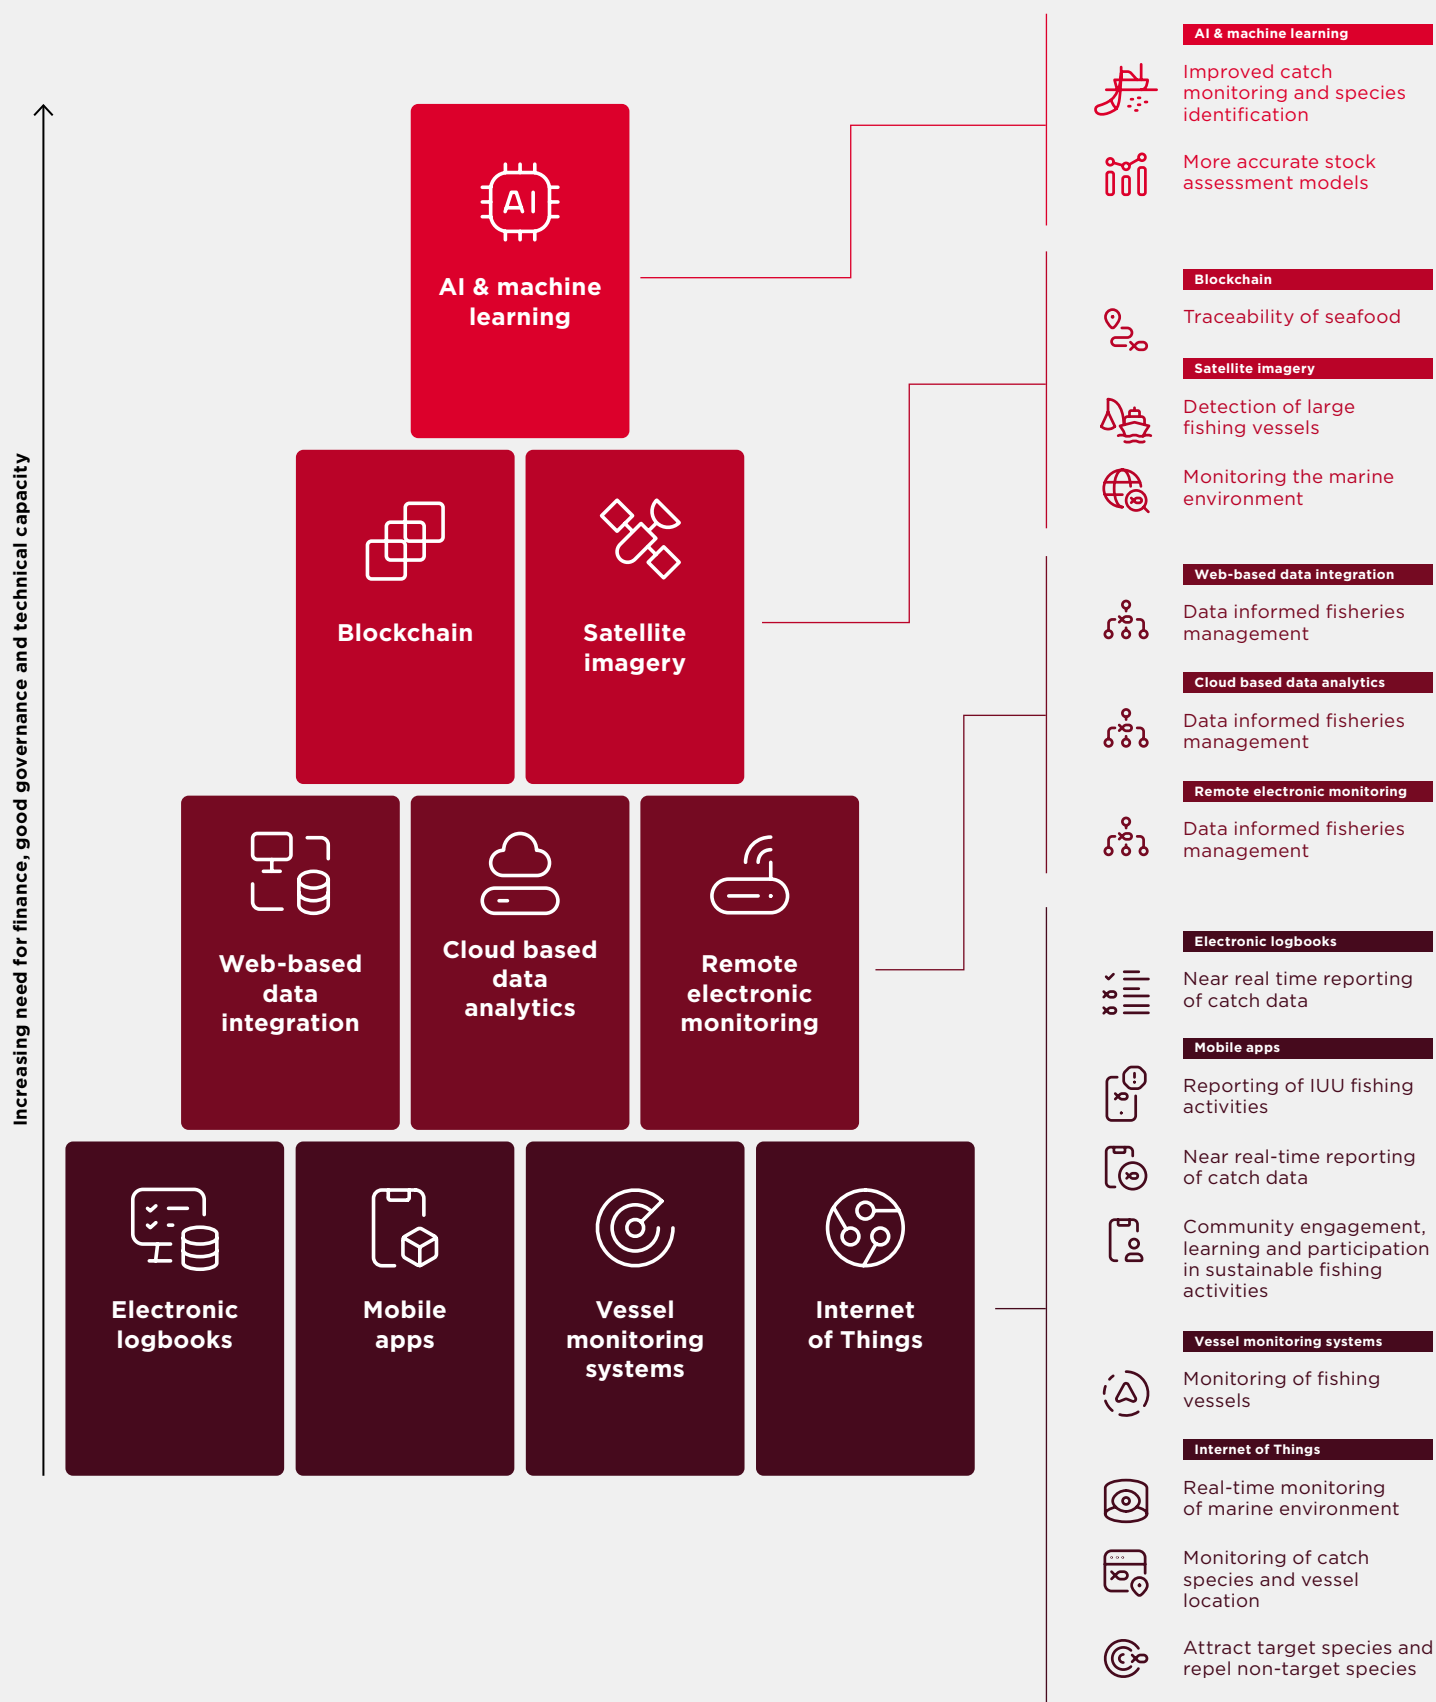 Increasing need for finance, good governance and technical capacity
AI
AI & machine
learning
Blockchain
Satellite
imagery
Web-based
data
integration
Cloud based
data
analytics
Remote
electronic
monitoring
Electronic
logbooks
Mobile
apps
Vessel
monitoring
systems
Internet
of Things
AI & machine learning
Improved catch
monitoring and species
identification
More accurate stock
assessment models
Blockchain
Traceability of seafood
Satellite imagery
Detection of large
fishing vessels
Monitoring the marine
environment
Web-based data integration
Data informed fisheries
management
Cloud based data analytics
Data informed fisheries
management
Remote electronic monitoring
Data informed fisheries
management
Electronic logbooks
Near real time reporting
of catch data
Mobile apps
Reporting of IUU fishing
activities
Near real-time reporting
of catch data
Community engagement,
learning and participation
in sustainable fishing
activities
Vessel monitoring systems
Monitoring of fishing
vessels
Internet of Things
Real-time monitoring
of marine environment
Monitoring of catch
species and vessel
location
Attract target species and
repel non-target species